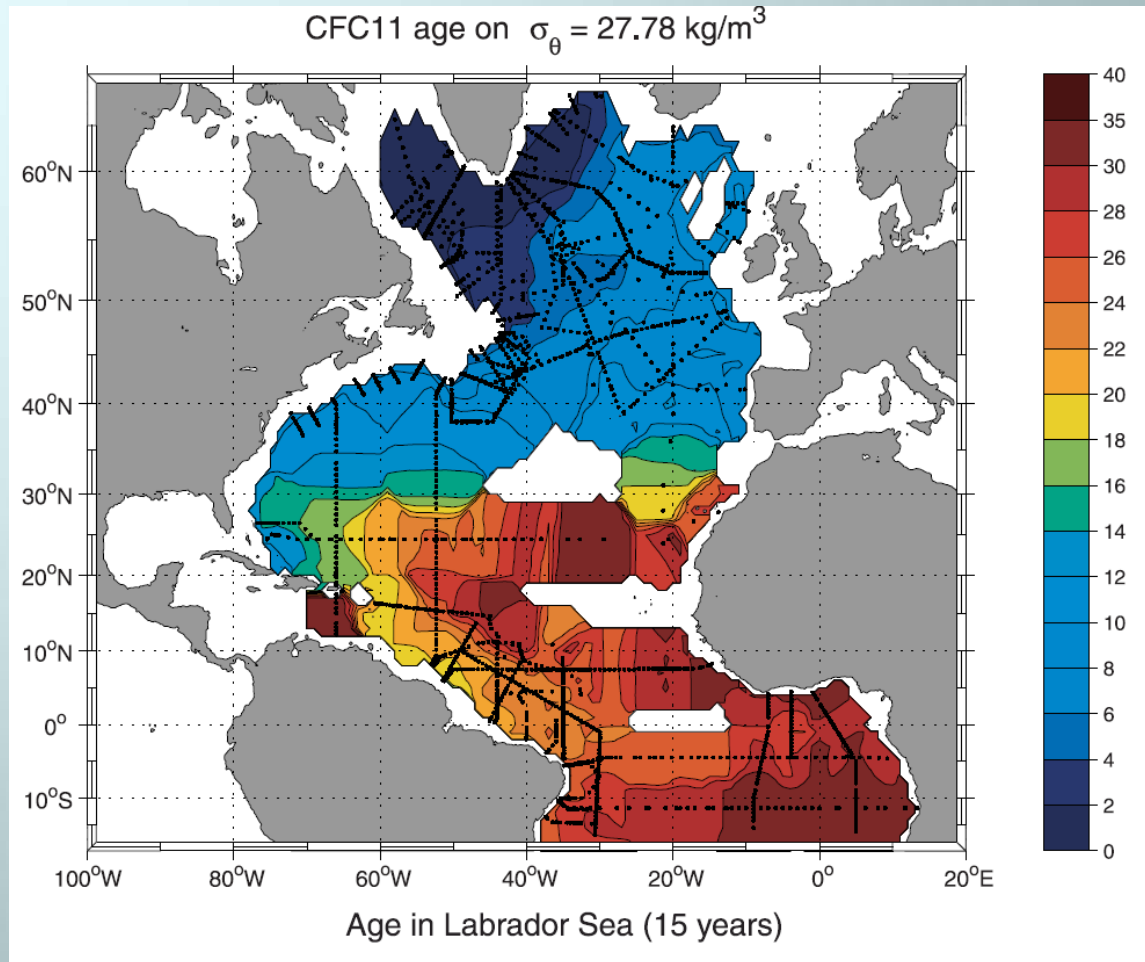 CFC11 age on σθ = 27.78 kg/m³
60°N
50°N
40°N
30°N
20°N
10°N
0°
10°S
100°W 80°W 60°W 40°W 20°W 0° 20°E
40
35
30
28
26
24
22
20
18
16
14
12
10
8
6
4
2
0
Age in Labrador Sea (15 years)